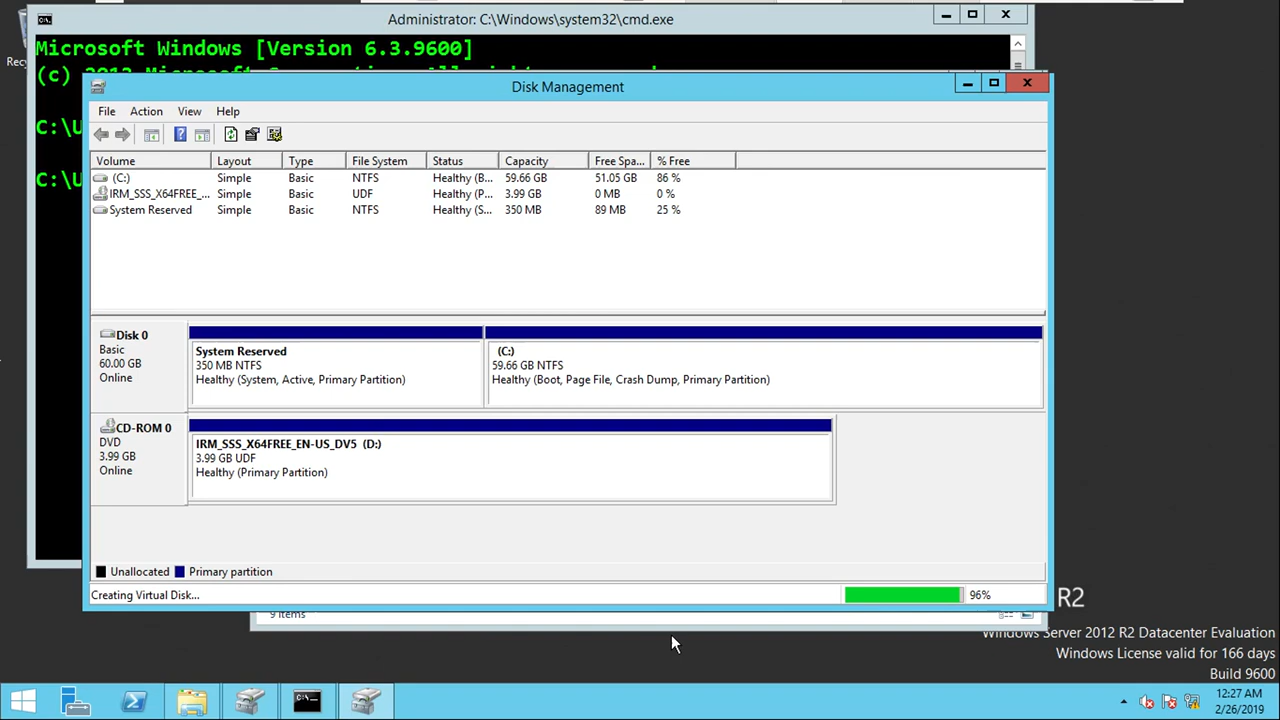 Administrator: C:\Windows\system32\cmd.exe
Microsoft Windows [Version 6.3.9600]
(c)
Disk Management
File Action View Help
Volume Layout Type File System Status Capacity Free Spa... % Free
(C:) Simple Basic NTFS Healthy (B... 59.66 GB 51.05 GB 86 %
IRM_SSS_X64FREE_... Simple Basic UDF Healthy (P... 3.99 GB 0 MB 0 %
System Reserved Simple Basic NTFS Healthy (S... 350 MB 89 MB 25 %
C:\U
C:\U
Disk 0
Basic
60.00 GB
Online
System Reserved
350 MB NTFS
Healthy (System, Active, Primary Partition)
(C:)
59.66 GB NTFS
Healthy (Boot, Page File, Crash Dump, Primary Partition)
CD-ROM 0
DVD
3.99 GB
Online
IRM_SSS_X64FREE_EN-US_DV5 (D:)
3.99 GB UDF
Healthy (Primary Partition)
Unallocated Primary partition
Creating Virtual Disk... 96%
9 items
R2
Windows Server 2012 R2 Datacenter Evaluation
Windows License valid for 166 days
Build 9600
12:27 AM
2/26/2019